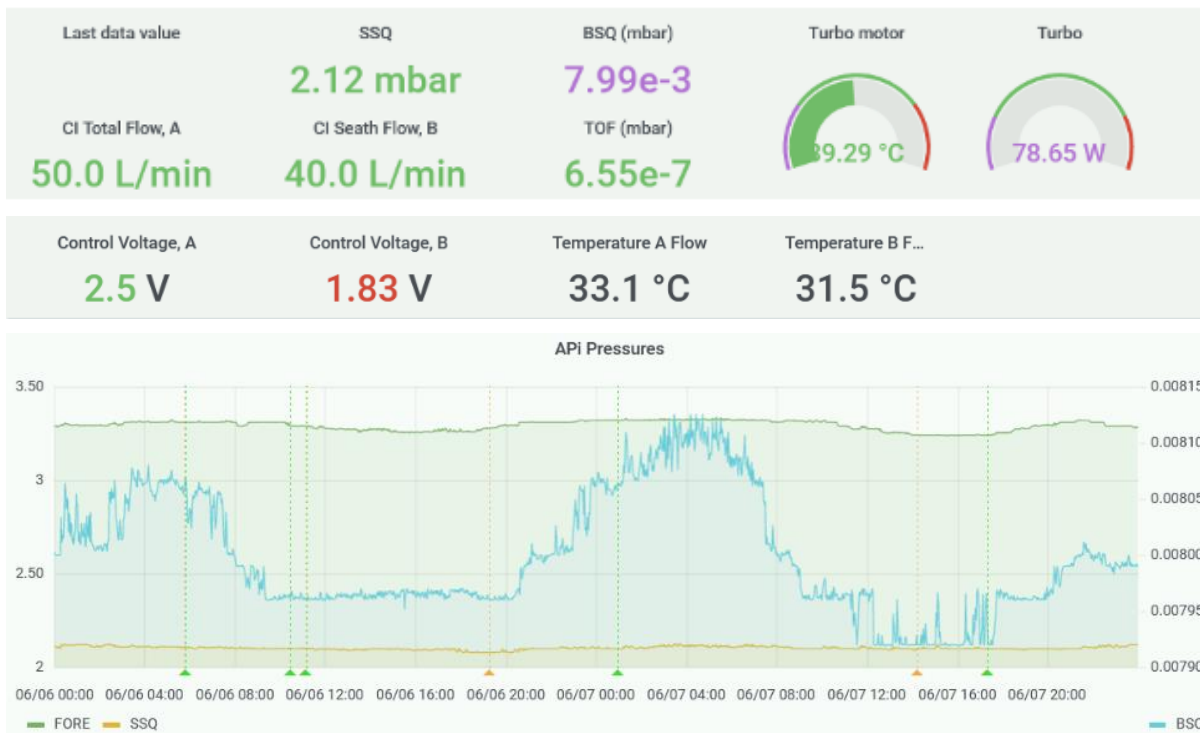 Last data value SSQ BSQ (mbar) Turbo motor Turbo
2.12 mbar 7.99e-3
CI Total Flow, A CI Seath Flow, B TOF (mbar) 39.29 °C 78.65 W
50.0 L/min 40.0 L/min 6.55e-7
Control Voltage, A Control Voltage, B Temperature A Flow Temperature B F...
2.5 V 1.83 V 33.1 °C 31.5 °C
APi Pressures
3.50 0.00815
0.00810
3
0.00805
2.50 0.00800
0.00795
2 0.00790
06/06 00:00 06/06 04:00 06/06 08:00 06/06 12:00 06/06 16:00 06/06 20:00 06/07 00:00 06/07 04:00 06/07 08:00 06/07 12:00 06/07 16:00 06/07 20:00
FORE SSQ BSQ